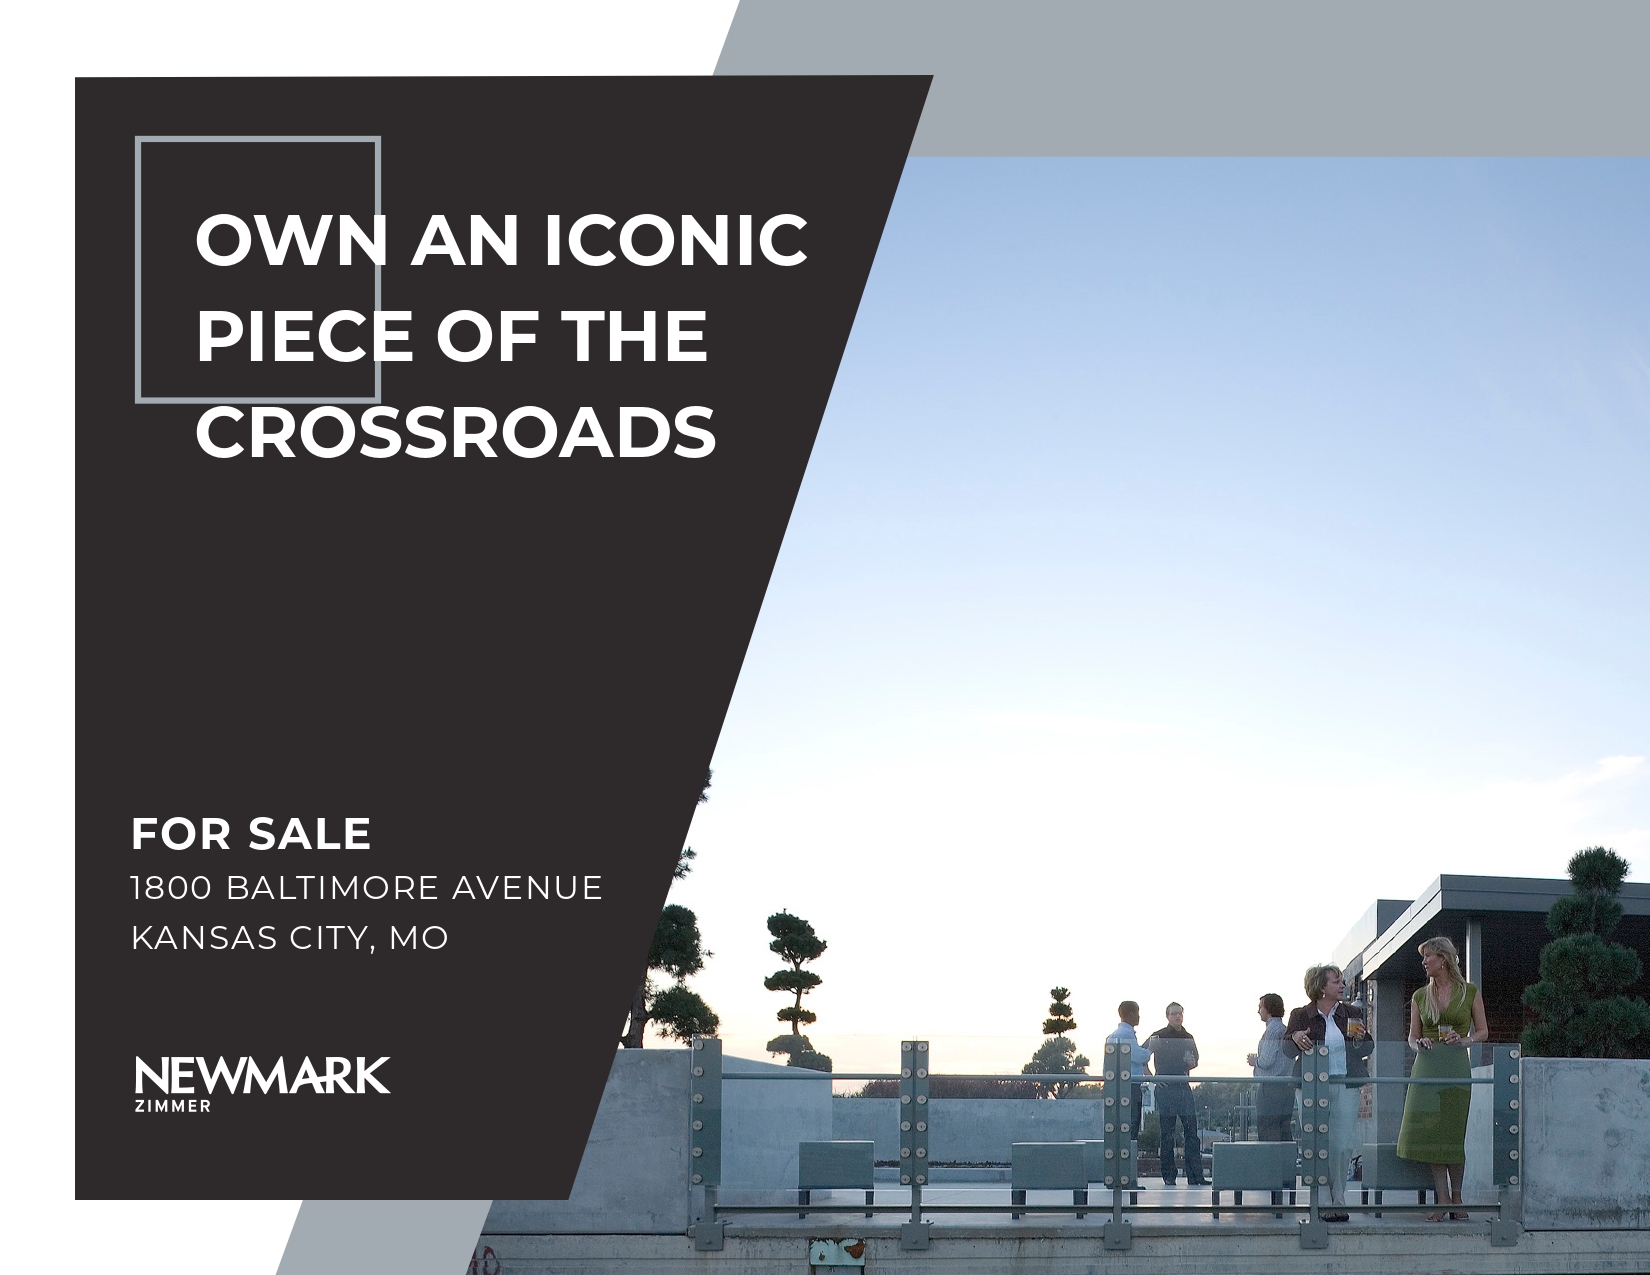 OWN AN ICONIC
PIECE OF THE
CROSSROADS
FOR SALE
1800 BALTIMORE AVENUE
KANSAS CITY, MO
NEWMARK
ZIMMER